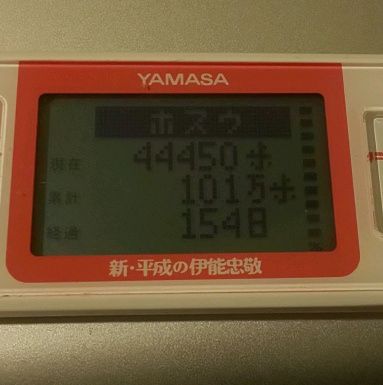 YAMASA
ホスウ
現在 44450歩
累計 101万歩
経過 1548
新・平成の伊能忠敬